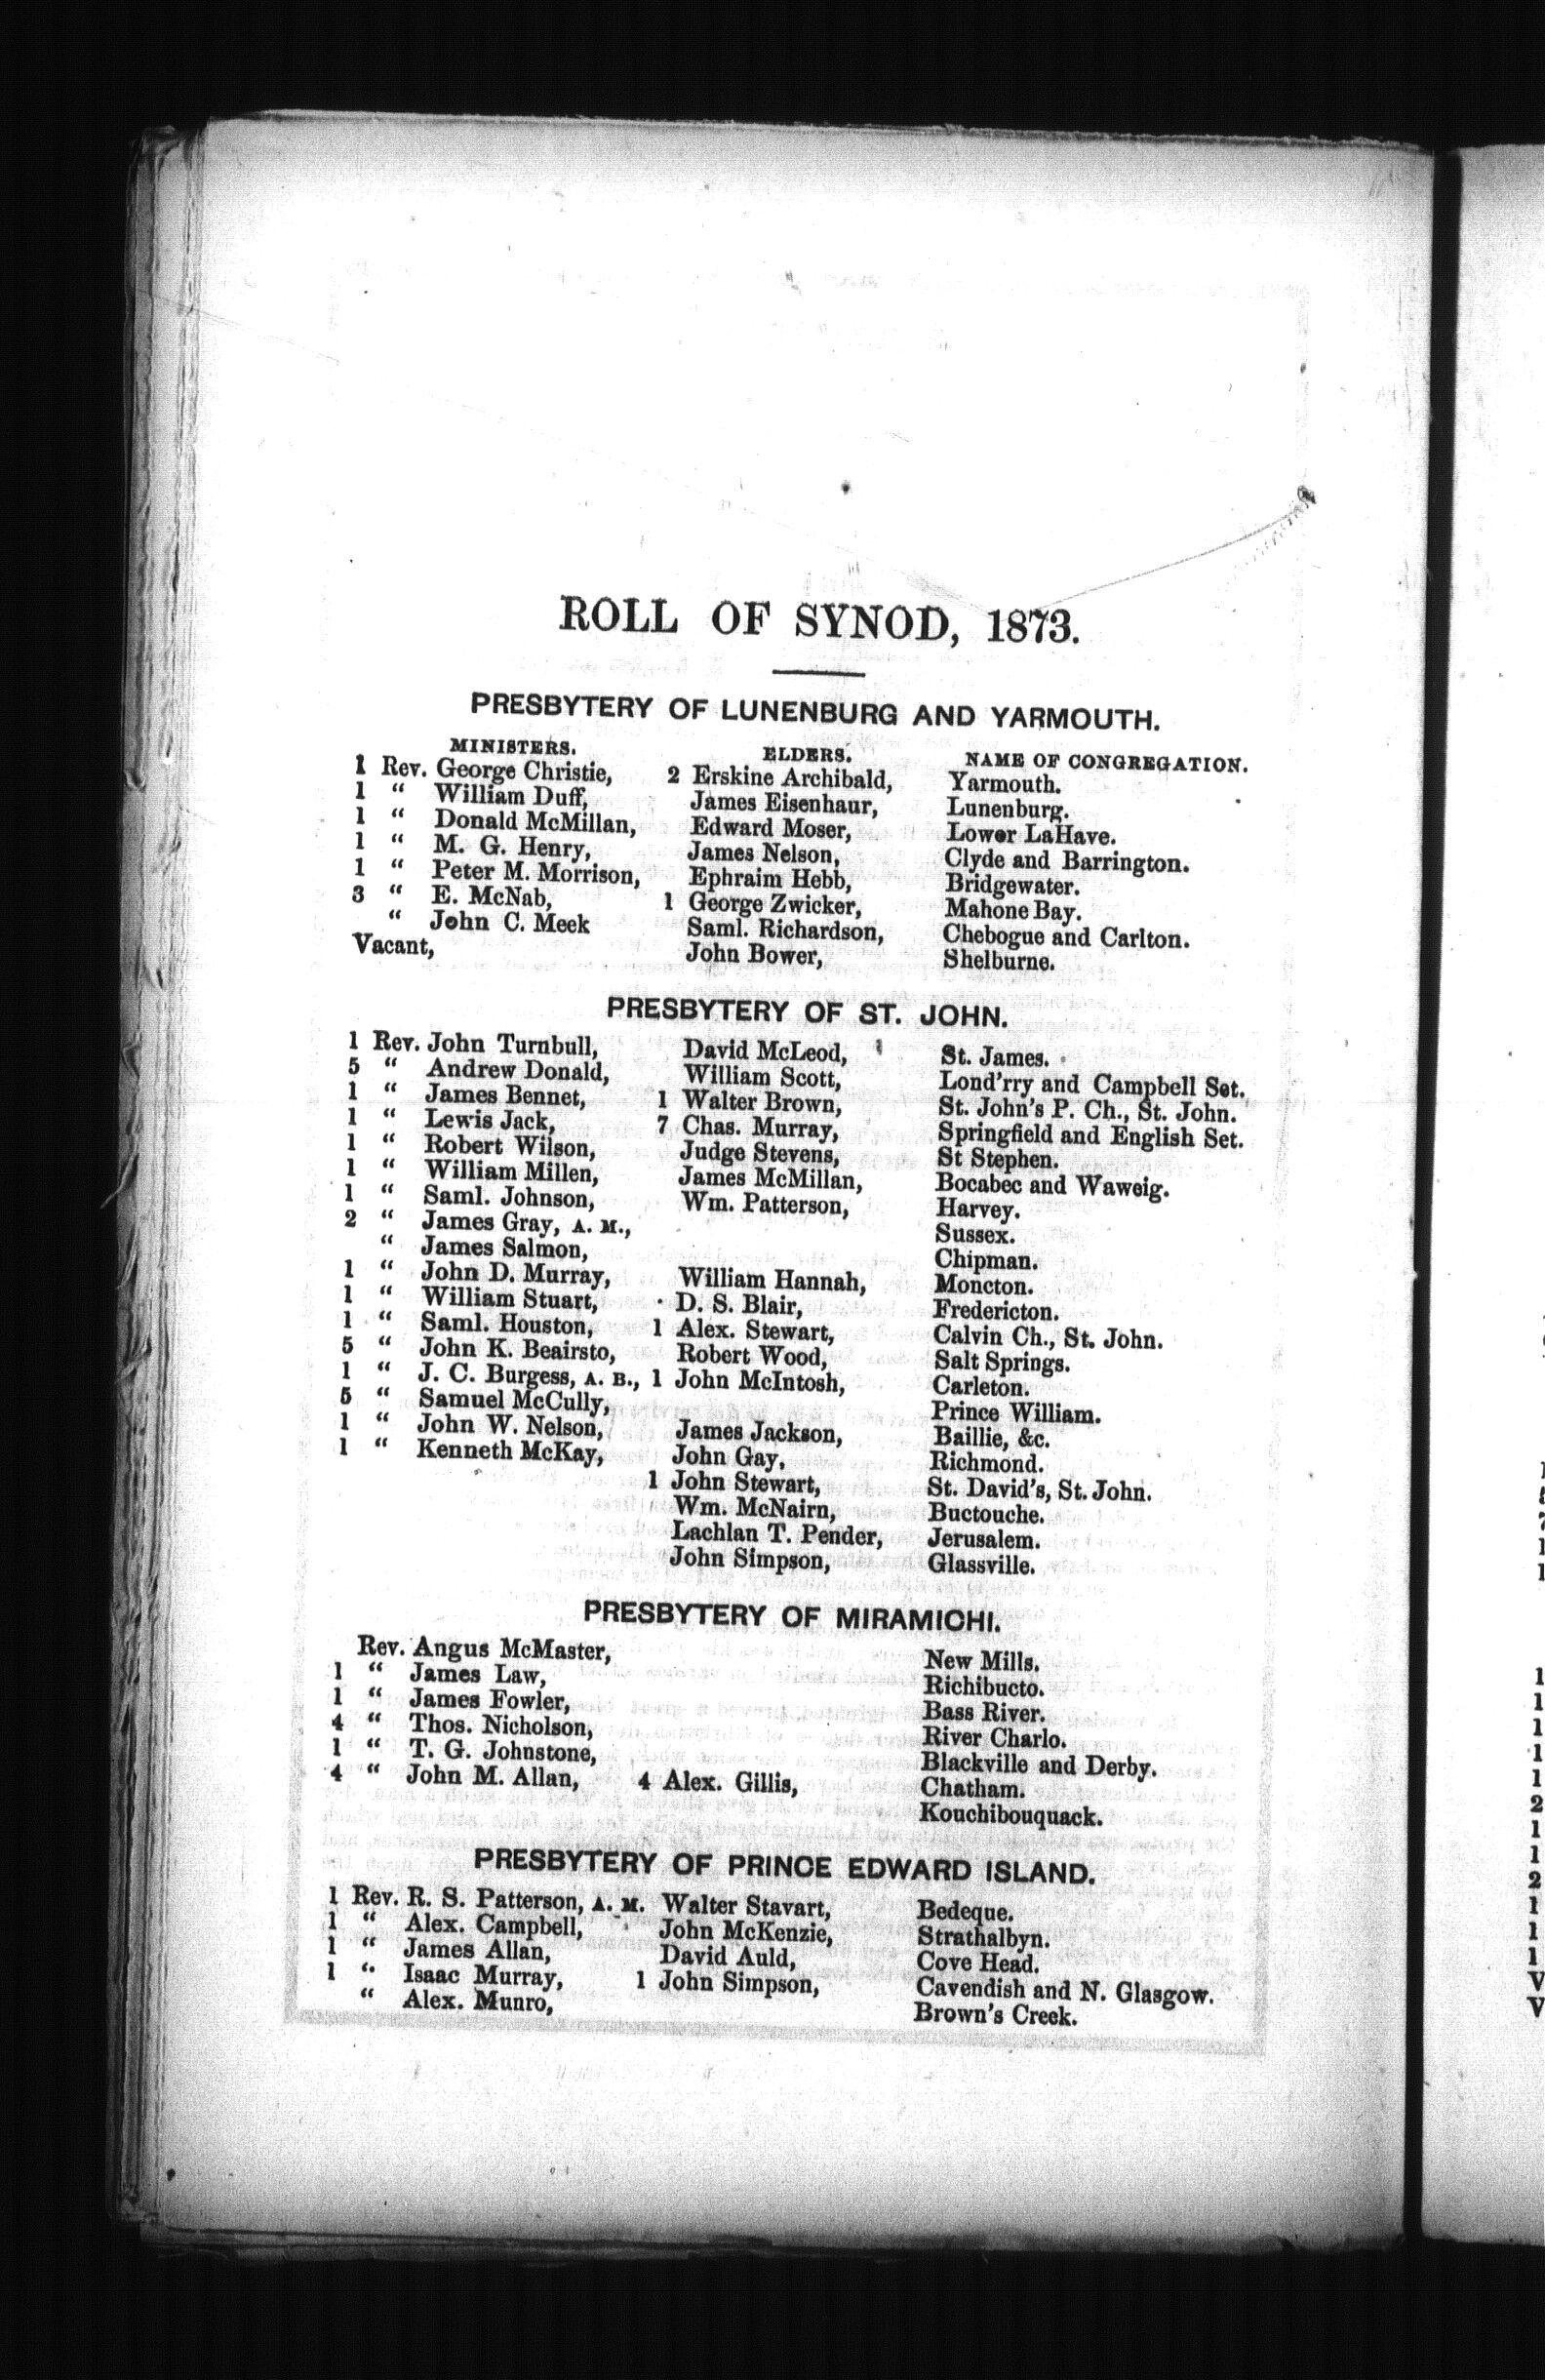 ROLL OF SYNOD, 1873.
PRESBYTERY OF LUNENBURG AND YARMOUTH.
MINISTERS. ELDERS. NAME OF CONGREGATION.
1 Rev. George Christie, 2 Erskine Archibald, Yarmouth.
1 “ William Duff, James Eisenhaur, Lunenburg.
1 “ Donald McMillan, Edward Moser, Lower LaHave.
1 “ M. G. Henry, James Nelson, Clyde and Barrington.
1 “ Peter M. Morrison, Ephraim Hebb, Bridgewater.
3 “ E. McNab, 1 George Zwicker, Mahone Bay.
“ John C. Meek Saml. Richardson, Chebogue and Carlton.
Vacant, John Bower, Shelburne.
PRESBYTERY OF ST. JOHN.
1 Rev. John Turnbull, David McLeod, St. James.
5 “ Andrew Donald, William Scott, Lond'rry and Campbell Set.
1 “ James Bennet, 1 Walter Brown, St. John's P. Ch., St. John.
1 “ Lewis Jack, 7 Chas. Murray, Springfield and English Set.
1 “ Robert Wilson, Judge Stevens, St Stephen.
1 “ William Millen, James McMillan, Bocabec and Waweig.
1 “ Saml. Johnson, Wm. Patterson, Harvey.
2 “ James Gray, A. M., Sussex.
“ James Salmon, Chipman.
1 “ John D. Murray, William Hannah, Moncton.
1 “ William Stuart, D. S. Blair, Fredericton.
1 “ Saml. Houston, 1 Alex. Stewart, Calvin Ch., St. John.
5 “ John K. Beairsto, Robert Wood, Salt Springs.
1 “ J. C. Burgess, A. B., 1 John McIntosh, Carleton.
5 “ Samuel McCully, Prince William.
1 “ John W. Nelson, James Jackson, Baillie, &c.
1 “ Kenneth McKay, John Gay, Richmond.
1 John Stewart, St. David's, St. John.
Wm. McNairn, Buctouche.
Lachlan T. Pender, Jerusalem.
John Simpson, Glassville.
PRESBYTERY OF MIRAMICHI.
Rev. Angus McMaster, New Mills.
1 “ James Law, Richibucto.
1 “ James Fowler, Bass River.
4 “ Thos. Nicholson, River Charlo.
1 “ T. G. Johnstone, Blackville and Derby.
4 “ John M. Allan, 4 Alex. Gillis, Chatham.
Kouchibouquack.
PRESBYTERY OF PRINCE EDWARD ISLAND.
1 Rev. R. S. Patterson, A. M. Walter Stavart, Bedeque.
1 “ Alex. Campbell, John McKenzie, Strathalbyn.
1 “ James Allan, David Auld, Cove Head.
1 “ Isaac Murray, 1 John Simpson, Cavendish and N. Glasgow.
“ Alex. Munro, Brown's Creek.